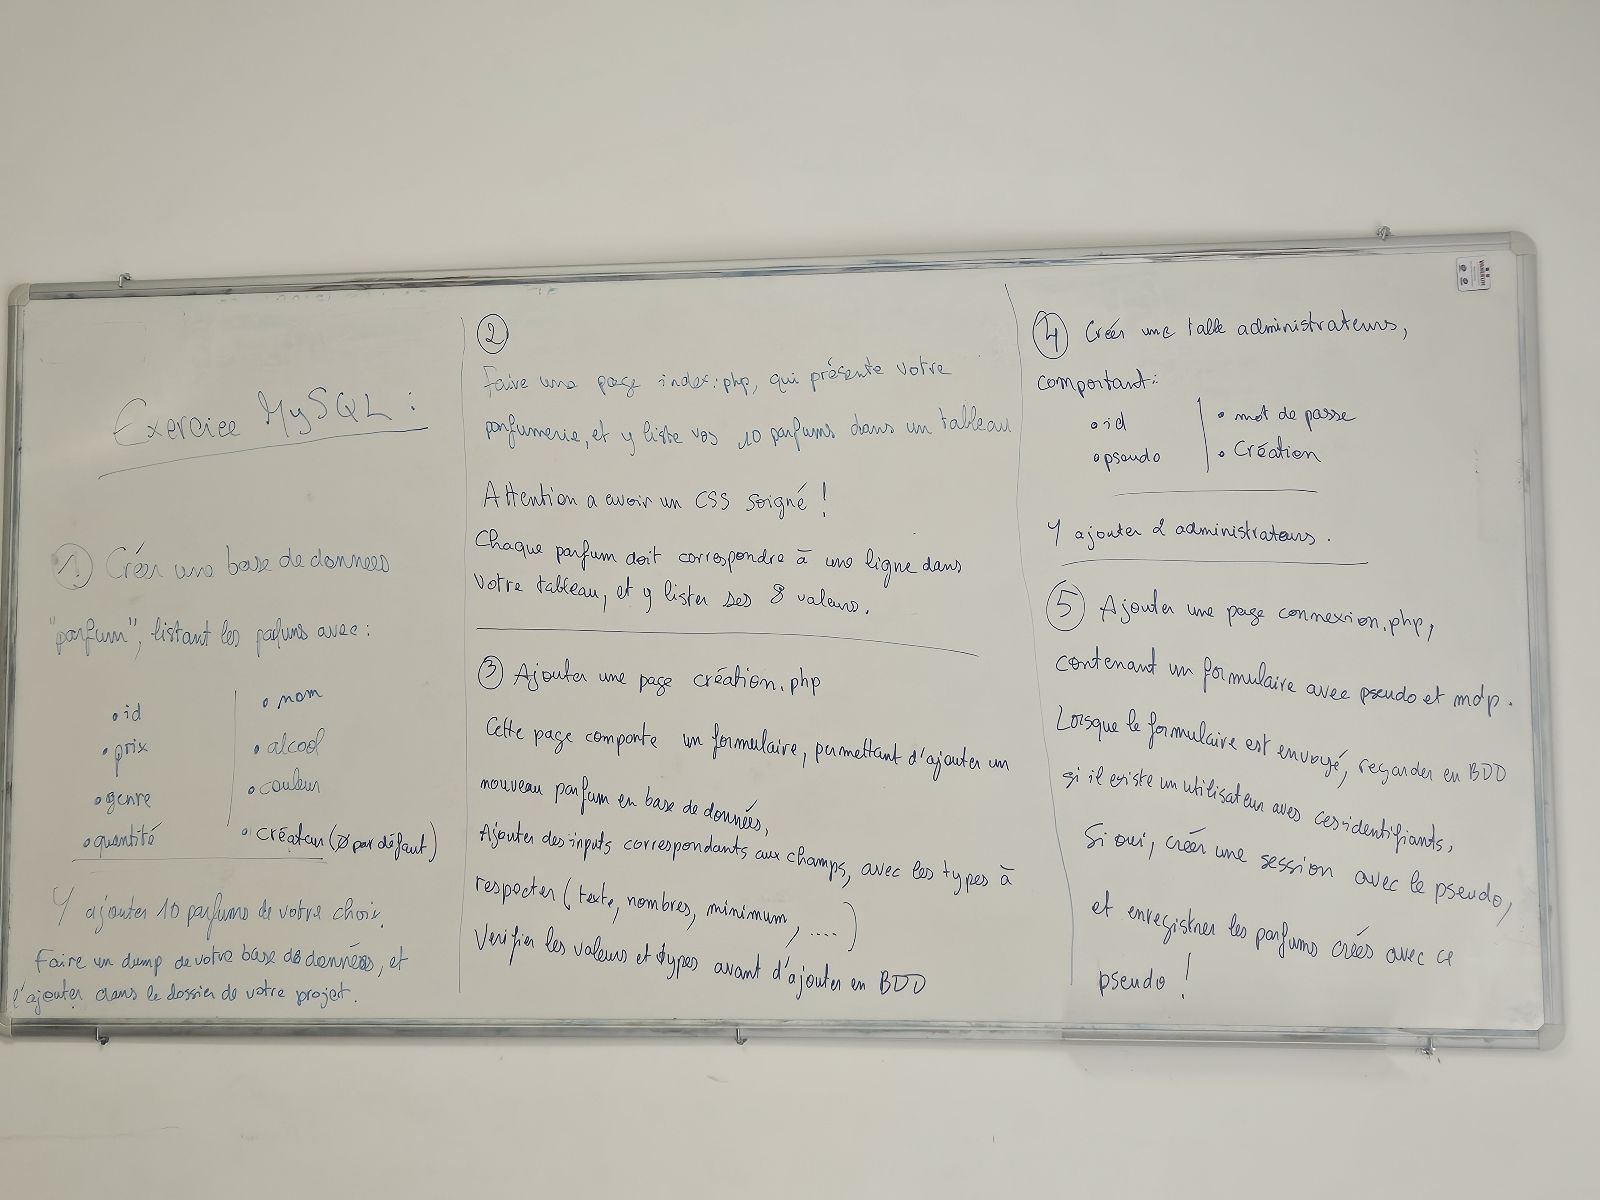 Exercice MySQL :
① Créer une base de données
"parfum", listant les pafums avec :
• id
• prix
• genre
• quantité
• nom
• alcool
• couleur
• créateur (Ø par défaut)
Y ajouter 10 parfums de votre choix.
Faire un dump de votre base de données, et
l'ajouter dans le dossier de votre projet.
②
Faire une page index.php, qui présente votre
parfumerie, et y liste vos 10 parfums dans un tableau
Attention a avoir un CSS soigné !
Chaque parfum doit correspondre à une ligne dans
votre tableau, et y lister ses 8 valeurs.
③ Ajouter une page création.php
Cette page comporte un formulaire, permettant d'ajouter un
nouveau parfum en base de données,
Ajouter des inputs correspondants aux champs, avec les types à
respecter (texte, nombres, minimum, ....)
Verifier les valeurs et types avant d'ajouter en BDD
④ Créer une table administrateurs,
comportant :
• id
• pseudo
• mot de passe
• Création
Y ajouter 2 administrateurs.
⑤ Ajouter une page connexion.php,
contenant un formulaire avec pseudo et mdp.
Lorsque le formulaire est envoyé, regarder en BDD
si il existe un utilisateur avec ces identifiants,
Si oui, créer une session avec le pseudo,
et enregistrer les parfums créés avec ce
pseudo !